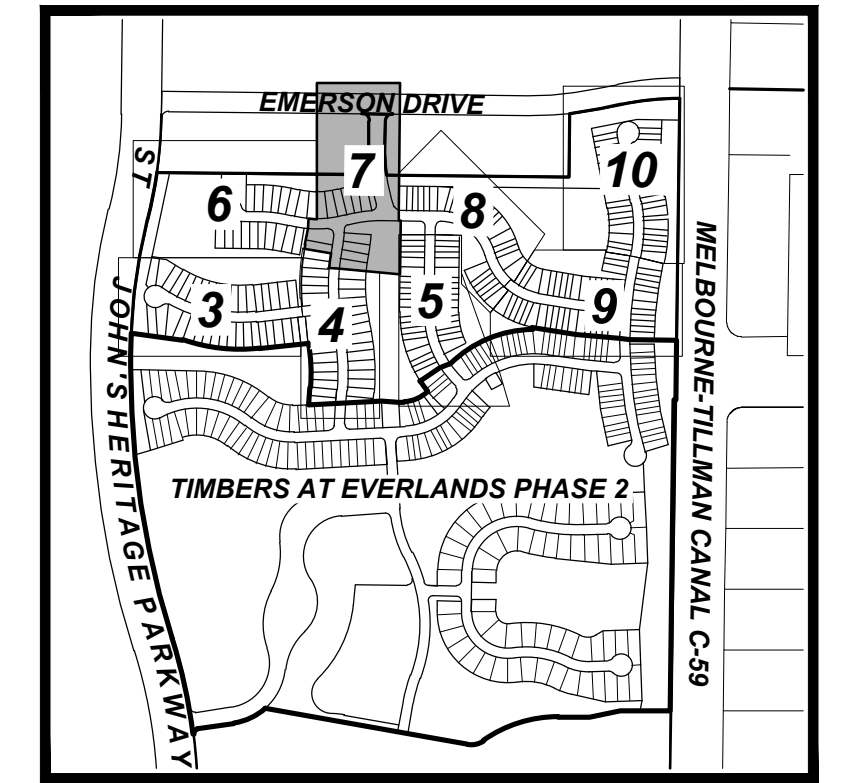 EMERSON DRIVE
7
10
6
8
ST
JOHN'S HERITAGE PARKWAY
3
4
5
9
MELBOURNE-TILLMAN CANAL C-59
TIMBERS AT EVERLANDS PHASE 2